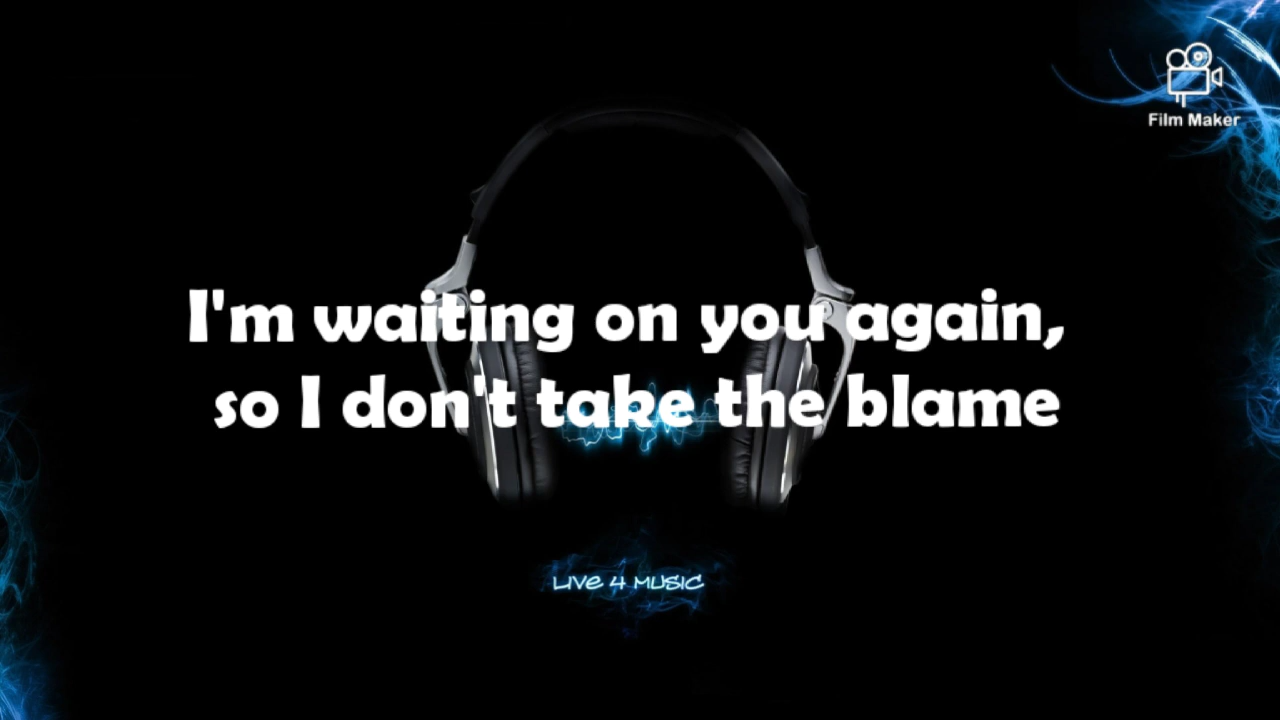 Film Maker
I'm waiting on you again,
so I don't take the blame
LIVE 4 MUSIC